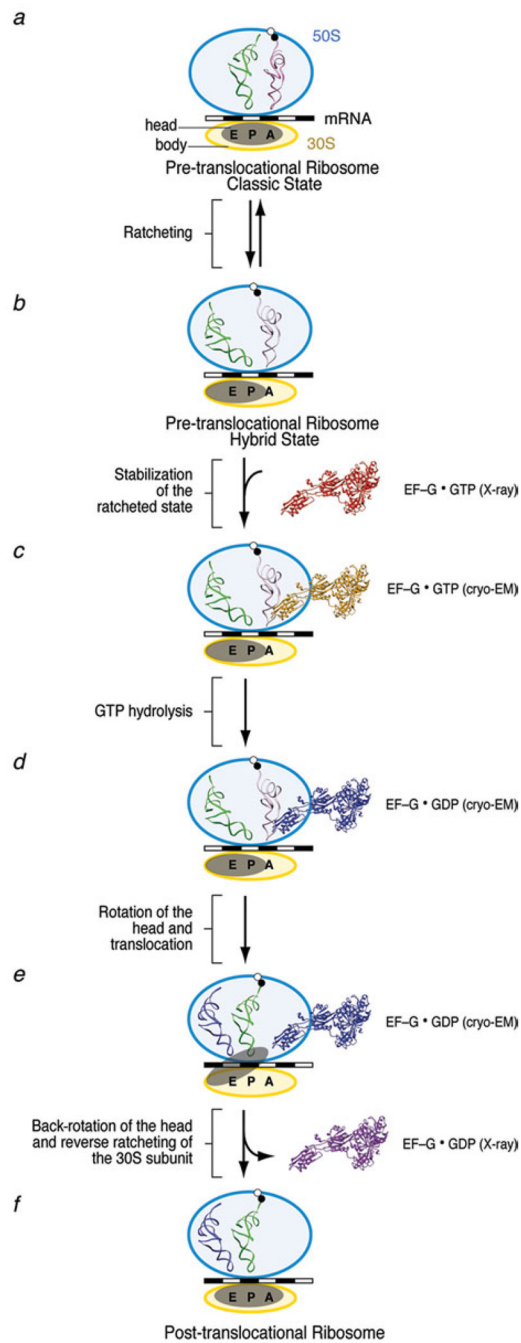 a
50S
mRNA
head
E P A
body
30S
Pre-translocational Ribosome
Classic State
Ratcheting
b
E P A
Pre-translocational Ribosome
Hybrid State
Stabilization
of the
ratcheted state
EF–G • GTP (X-ray)
c
EF–G • GTP (cryo-EM)
E P A
GTP hydrolysis
d
EF–G • GDP (cryo-EM)
E P A
Rotation of the
head and
translocation
e
EF–G • GDP (cryo-EM)
E P A
Back-rotation of the head
and reverse ratcheting of
the 30S subunit
EF–G • GDP (X-ray)
f
E P A
Post-translocational Ribosome